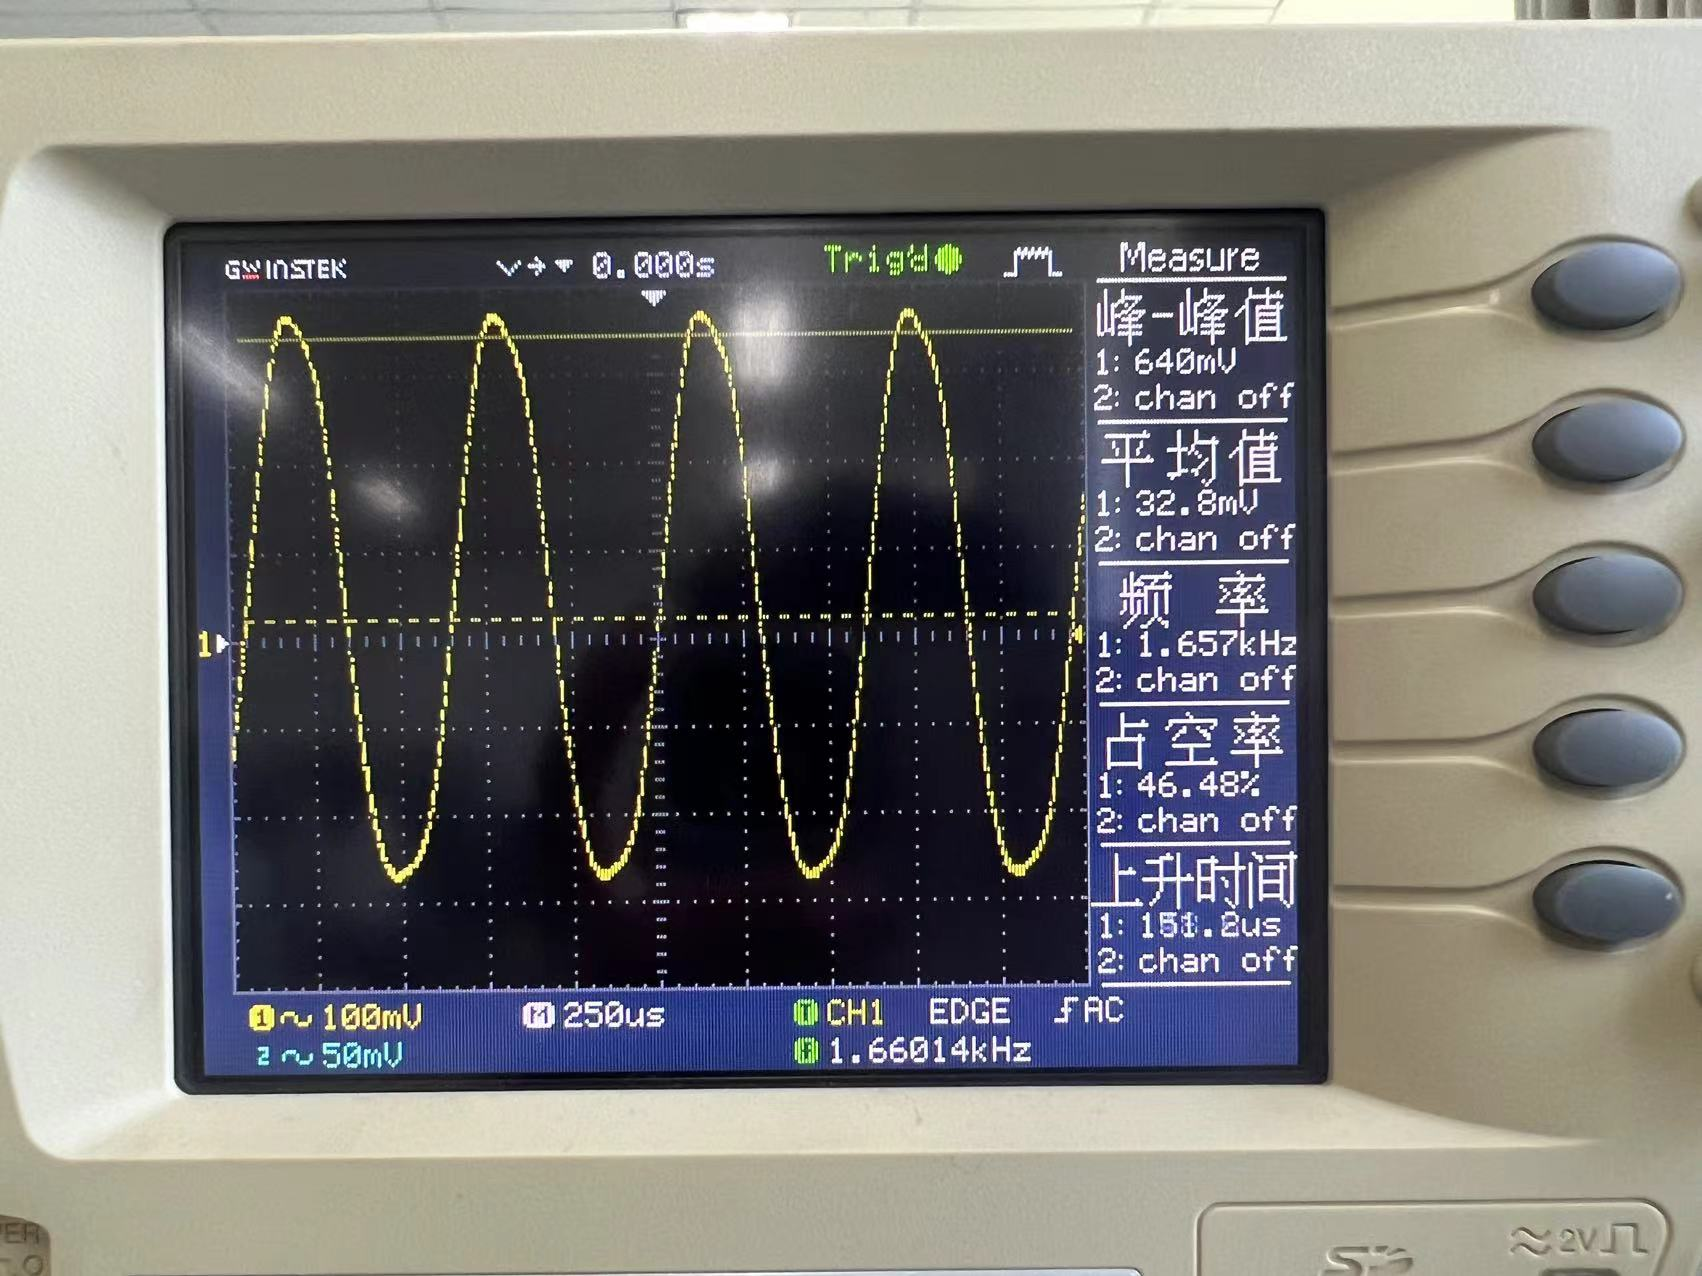 GW INSTEK 0.000s Trig'd Measure
峰-峰值
1: 640mV
2: chan off
平均值
1: 32.8mV
2: chan off
频 率
1: 1.657kHz
2: chan off
占空率
1: 46.48%
2: chan off
上升时间
2: chan off
1
1 100mV M 250us T CH1 EDGE AC
2 50mV 1.66014kHz
2V